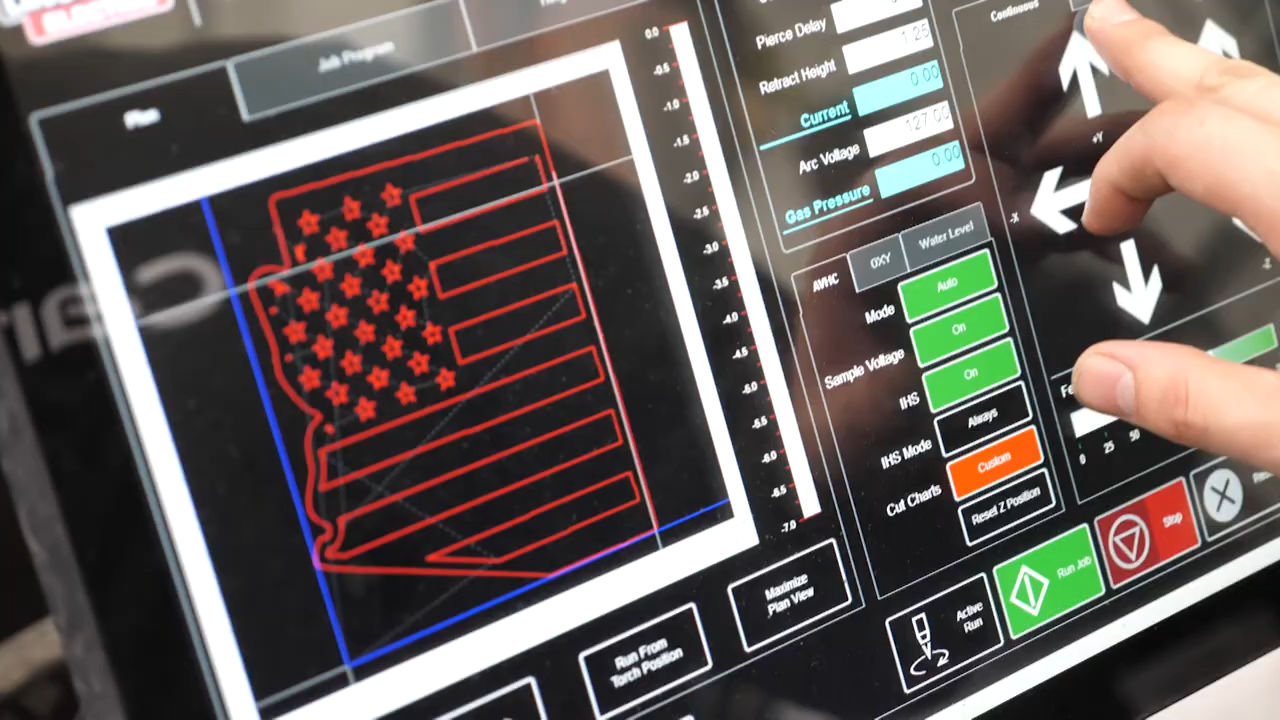 ELECTRIC
Plan
Job Program
0.0
-0.5
-1.0
-1.5
-2.0
-2.5
-3.0
-3.5
-4.0
-4.5
-5.0
-5.5
-6.0
-6.5
-7.0
Pierce Delay
Retract Height
1.25
Current
0.00
Arc Voltage
127.00
Gas Pressure
0.00
Continuous
+Y
-X
-Z
AVHC
OXY
Water Level
Mode
Auto
Sample Voltage
On
IHS
On
IHS Mode
Always
Cut Charts
Custom
Reset Z Position
0
25
50
Maximize
Plan View
Run From
Torch Position
Active
Run
Run Job
Stop